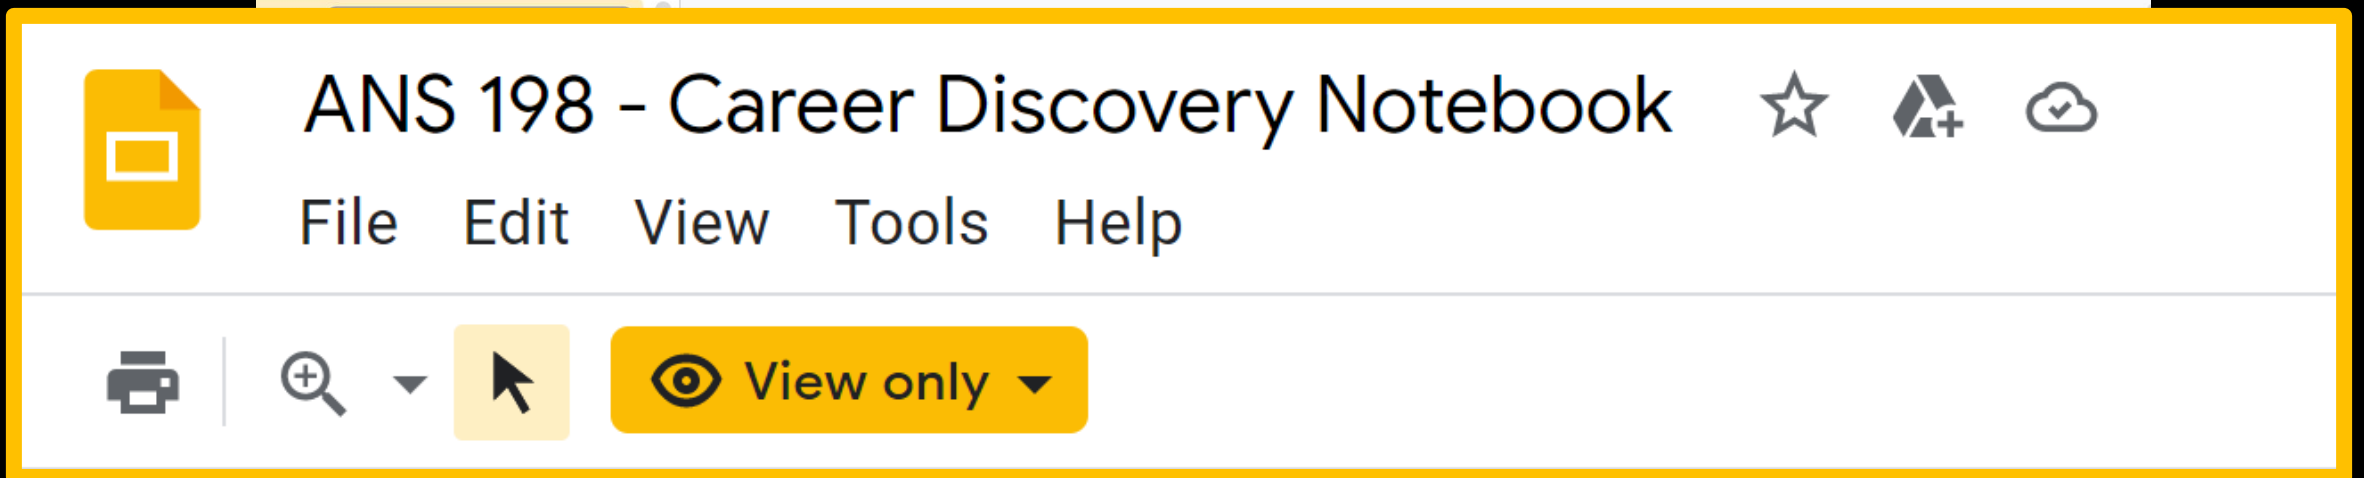 ANS 198 - Career Discovery Notebook
File Edit View Tools Help
View only